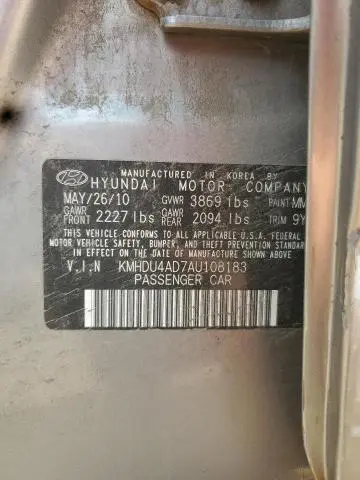 MANUFACTURED IN KOREA BY
HYUNDAI MOTOR COMPANY
MAY/26/10 GVWR 3869 lbs PAINT MM
GAWR FRONT 2227 lbs GAWR 2094 lbs TRIM 9Y
THIS VEHICLE CONFORMS TO ALL APPLICABLE FEDERAL
MOTOR VEHICLE SAFETY, BUMPER, AND THEFT PREVENTION STANDARD
IN EFFECT ON THE DATE OF MANUFACTURE SHOWN ABOVE.
V.I.N KMHDU4AD7AU108183
PASSENGER CAR